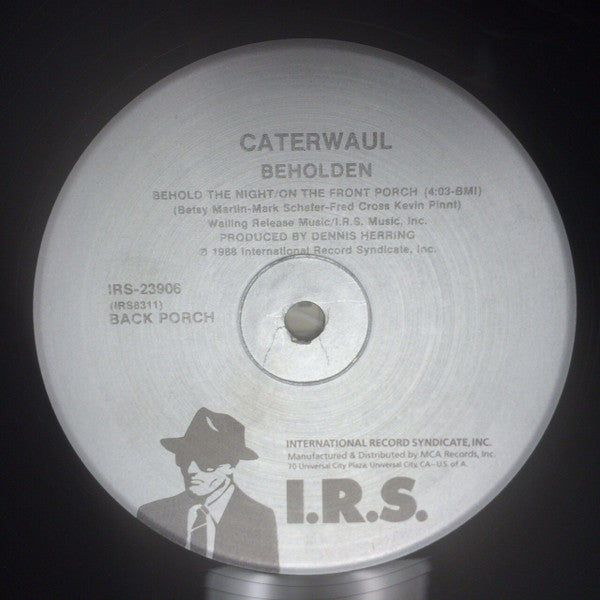 CATERWAUL
BEHOLDEN
BEHOLD THE NIGHT/ON THE FRONT PORCH (4:03-BMI)
(Betsy Martin-Mark Schafer-Fred Cross Kevin Pinnt)
Wailing Release Music/I.R.S. Music, Inc.
PRODUCED BY DENNIS HERRING
℗ 1988 International Record Syndicate, Inc.
IRS-23906
(IRS8311)
BACK PORCH
INTERNATIONAL RECORD SYNDICATE, INC.
Manufactured & Distributed by MCA Records, Inc.
70 Universal City Plaza, Universal City, CA-U.S. of A.
I.R.S.